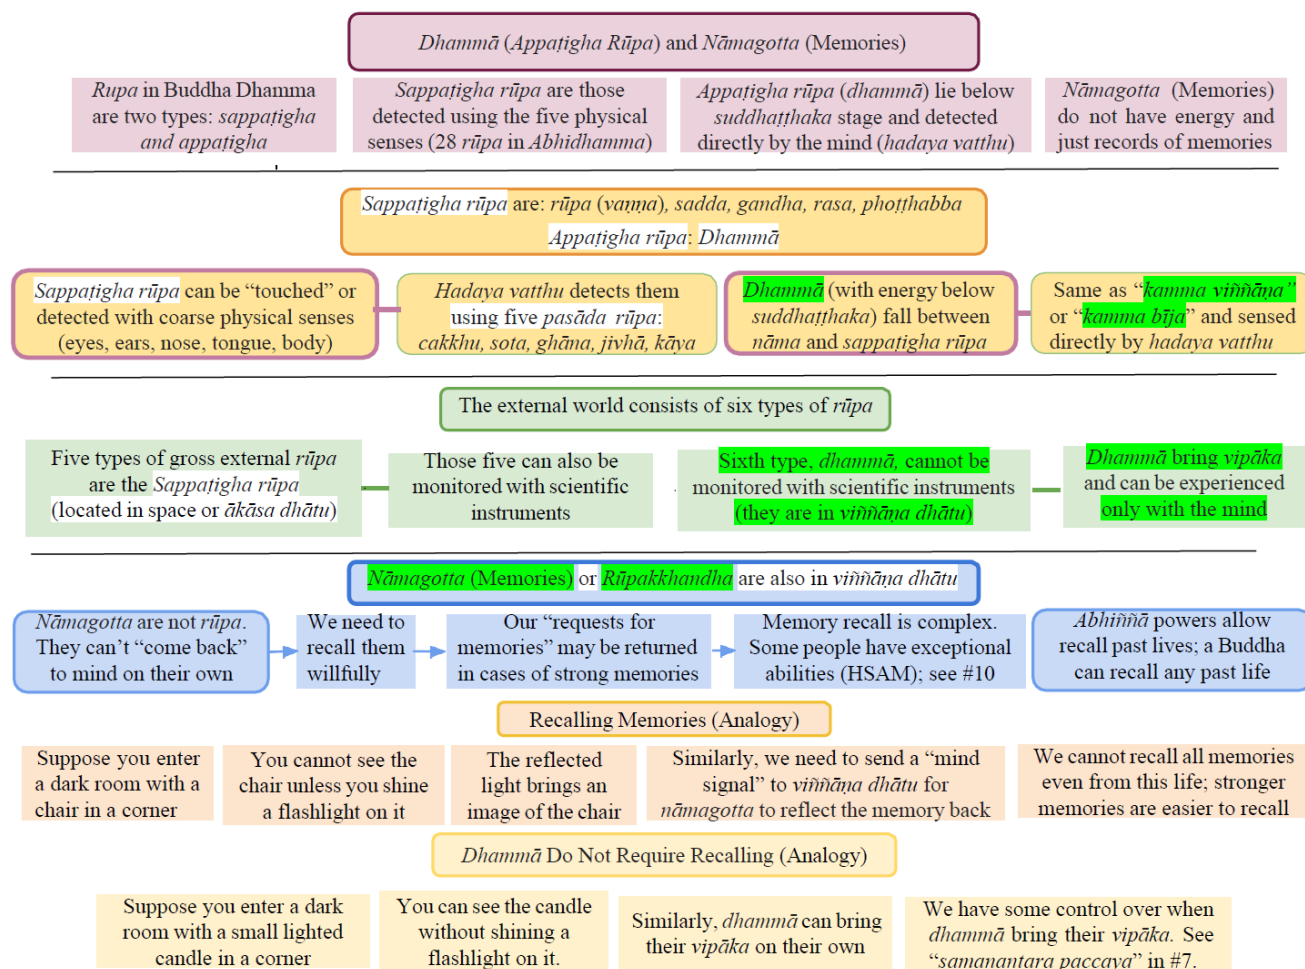 Dhammā (Appaṭigha Rūpa) and Nāmagotta (Memories)
Rupa in Buddha Dhamma
are two types: sappaṭigha
and appaṭigha
Sappaṭigha rūpa are those
detected using the five physical
senses (28 rūpa in Abhidhamma)
Appaṭigha rūpa (dhammā) lie below
suddhaṭṭhaka stage and detected
directly by the mind (hadaya vatthu)
Nāmagotta (Memories)
do not have energy and
just records of memories
Sappaṭigha rūpa are: rūpa (vaṇṇa), sadda, gandha, rasa, phoṭṭhabba
Appaṭigha rūpa: Dhammā
Sappaṭigha rūpa can be “touched” or
detected with coarse physical senses
(eyes, ears, nose, tongue, body)
Hadaya vatthu detects them
using five pasāda rūpa:
cakkhu, sota, ghāna, jivhā, kāya
Dhammā (with energy below
suddhaṭṭhaka) fall between
nāma and sappaṭigha rūpa
Same as “kamma viññāṇa”
or “kamma bīja” and sensed
directly by hadaya vatthu
The external world consists of six types of rūpa
Five types of gross external rūpa
are the Sappaṭigha rūpa
(located in space or ākāsa dhātu)
Those five can also be
monitored with scientific
instruments
Sixth type, dhammā, cannot be
monitored with scientific instruments
(they are in viññāṇa dhātu)
Dhammā bring vipāka
and can be experienced
only with the mind
Nāmagotta (Memories) or Rūpakkhandha are also in viññāṇa dhātu
Nāmagotta are not rūpa.
They can’t “come back”
to mind on their own
We need to
recall them
willfully
Our “requests for
memories” may be returned
in cases of strong memories
Memory recall is complex.
Some people have exceptional
abilities (HSAM); see #10
Abhiññā powers allow
recall past lives; a Buddha
can recall any past life
Recalling Memories (Analogy)
Suppose you enter
a dark room with a
chair in a corner
You cannot see the
chair unless you shine
a flashlight on it
The reflected
light brings an
image of the chair
Similarly, we need to send a “mind
signal” to viññāṇa dhātu for
nāmagotta to reflect the memory back
We cannot recall all memories
even from this life; stronger
memories are easier to recall
Dhammā Do Not Require Recalling (Analogy)
Suppose you enter a dark
room with a small lighted
candle in a corner
You can see the candle
without shining a
flashlight on it.
Similarly, dhammā can bring
their vipāka on their own
We have some control over when
dhammā bring their vipāka. See
“samanantara paccaya” in #7.